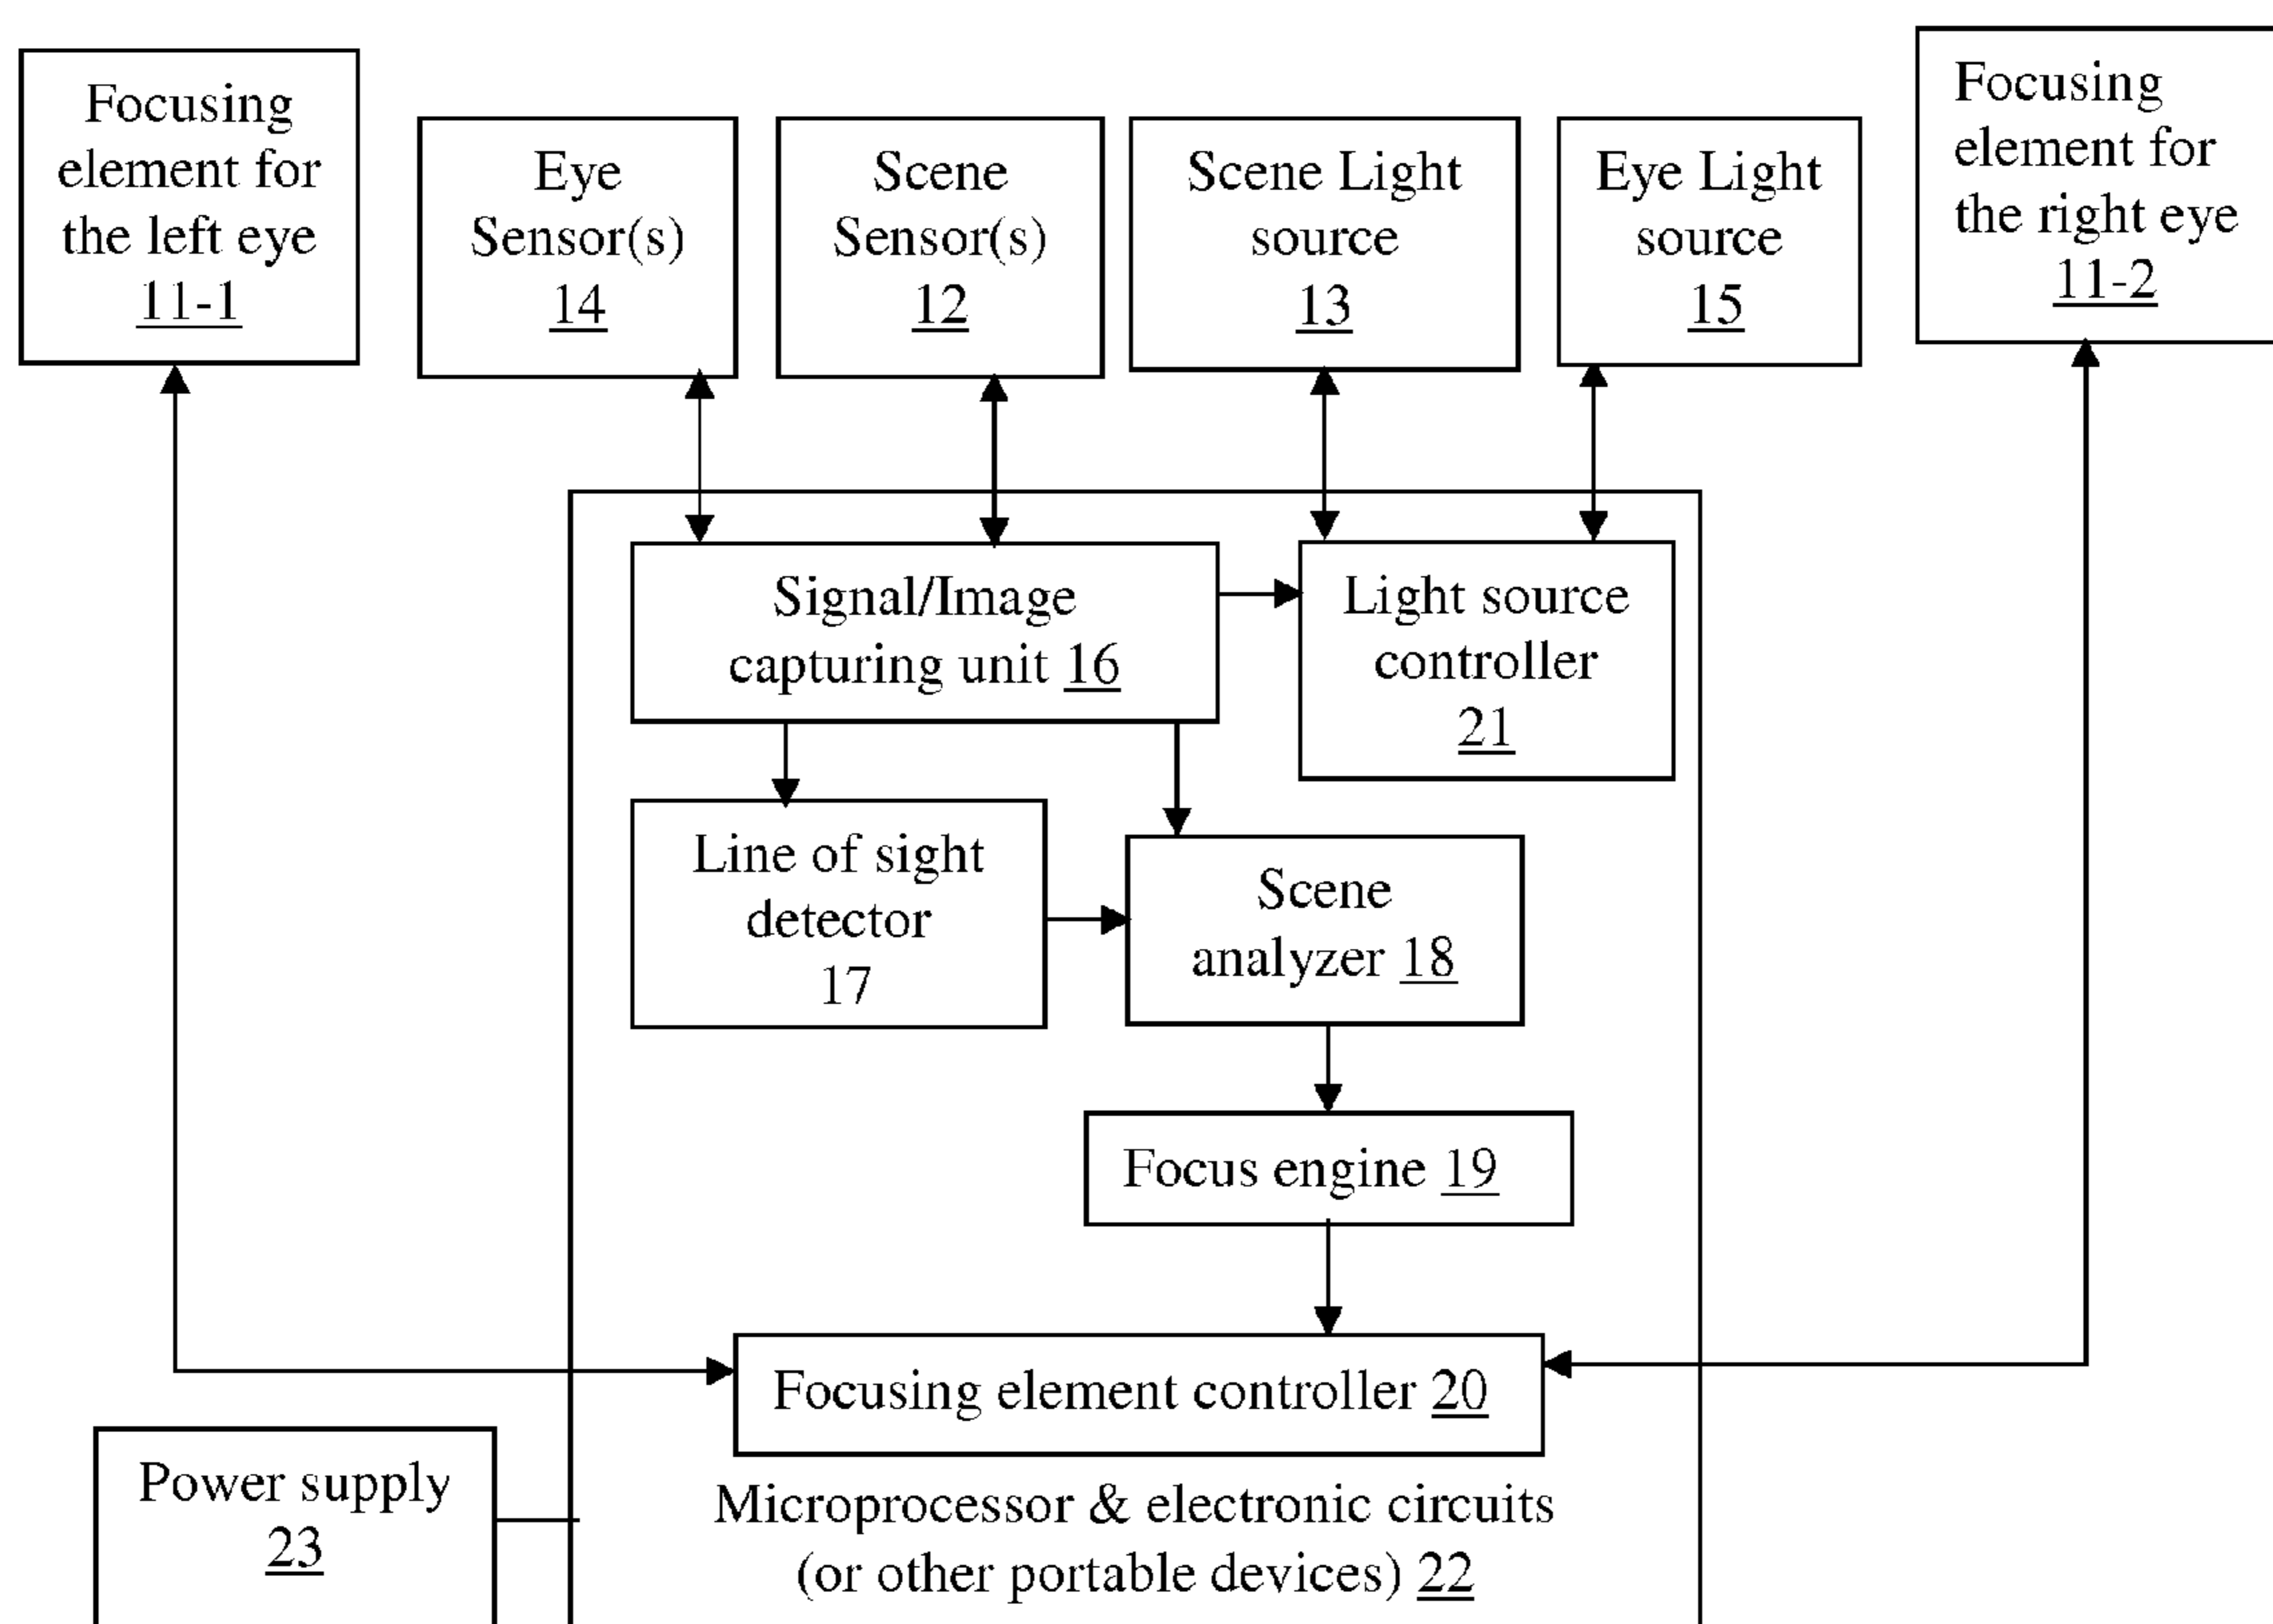 Focusing
element for
the left eye
11-1
Eye
Sensor(s)
14
Scene
Sensor(s)
12
Scene Light
source
13
Eye Light
source
15
Focusing
element for
the right eye
11-2
Signal/Image
capturing unit 16
Light source
controller
21
Line of sight
detector
17
Scene
analyzer 18
Focus engine 19
Focusing element controller 20
Power supply
23
Microprocessor & electronic circuits
(or other portable devices) 22